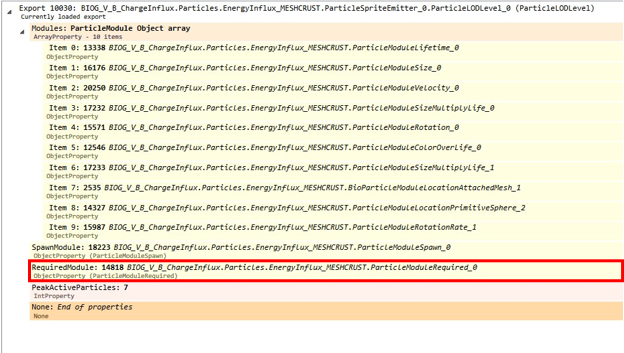 Export 10030: BIOG_V_B_ChargeInflux.Particles.EnergyInflux_MESHCRUST.ParticleSpriteEmitter_0.ParticleLODLevel_0 (ParticleLODLevel)
Currently loaded export
Modules: ParticleModule Object array
ArrayProperty - 10 items
Item 0: 13338 BIOG_V_B_ChargeInflux.Particles.EnergyInflux_MESHCRUST.ParticleModuleLifetime_0
ObjectProperty
Item 1: 16176 BIOG_V_B_ChargeInflux.Particles.EnergyInflux_MESHCRUST.ParticleModuleSize_0
ObjectProperty
Item 2: 20250 BIOG_V_B_ChargeInflux.Particles.EnergyInflux_MESHCRUST.ParticleModuleVelocity_0
ObjectProperty
Item 3: 17232 BIOG_V_B_ChargeInflux.Particles.EnergyInflux_MESHCRUST.ParticleModuleSizeMultiplyLife_0
ObjectProperty
Item 4: 15571 BIOG_V_B_ChargeInflux.Particles.EnergyInflux_MESHCRUST.ParticleModuleRotation_0
ObjectProperty
Item 5: 12546 BIOG_V_B_ChargeInflux.Particles.EnergyInflux_MESHCRUST.ParticleModuleColorOverLife_0
ObjectProperty
Item 6: 17233 BIOG_V_B_ChargeInflux.Particles.EnergyInflux_MESHCRUST.ParticleModuleSizeMultiplyLife_1
ObjectProperty
Item 7: 2535 BIOG_V_B_ChargeInflux.Particles.EnergyInflux_MESHCRUST.BioParticleModuleLocationAttachedMesh_1
ObjectProperty
Item 8: 14327 BIOG_V_B_ChargeInflux.Particles.EnergyInflux_MESHCRUST.ParticleModuleLocationPrimitiveSphere_2
ObjectProperty
Item 9: 15987 BIOG_V_B_ChargeInflux.Particles.EnergyInflux_MESHCRUST.ParticleModuleRotationRate_1
ObjectProperty
SpawnModule: 18223 BIOG_V_B_ChargeInflux.Particles.EnergyInflux_MESHCRUST.ParticleModuleSpawn_0
ObjectProperty (ParticleModuleSpawn)
RequiredModule: 14818 BIOG_V_B_ChargeInflux.Particles.EnergyInflux_MESHCRUST.ParticleModuleRequired_0
ObjectProperty (ParticleModuleRequired)
PeakActiveParticles: 7
IntProperty
None: End of properties
None